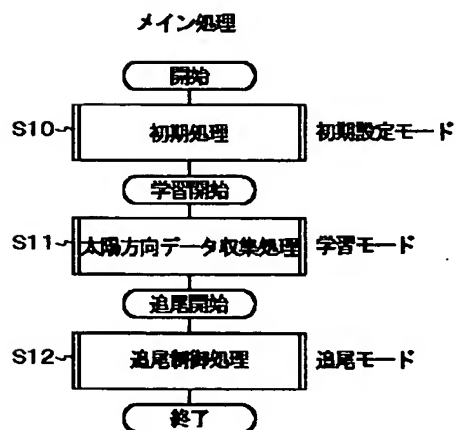 メイン処理
開始
S10 初期処理 初期設定モード
学習開始
S11 太陽方向データ収集処理 学習モード
追尾開始
S12 追尾制御処理 追尾モード
終了